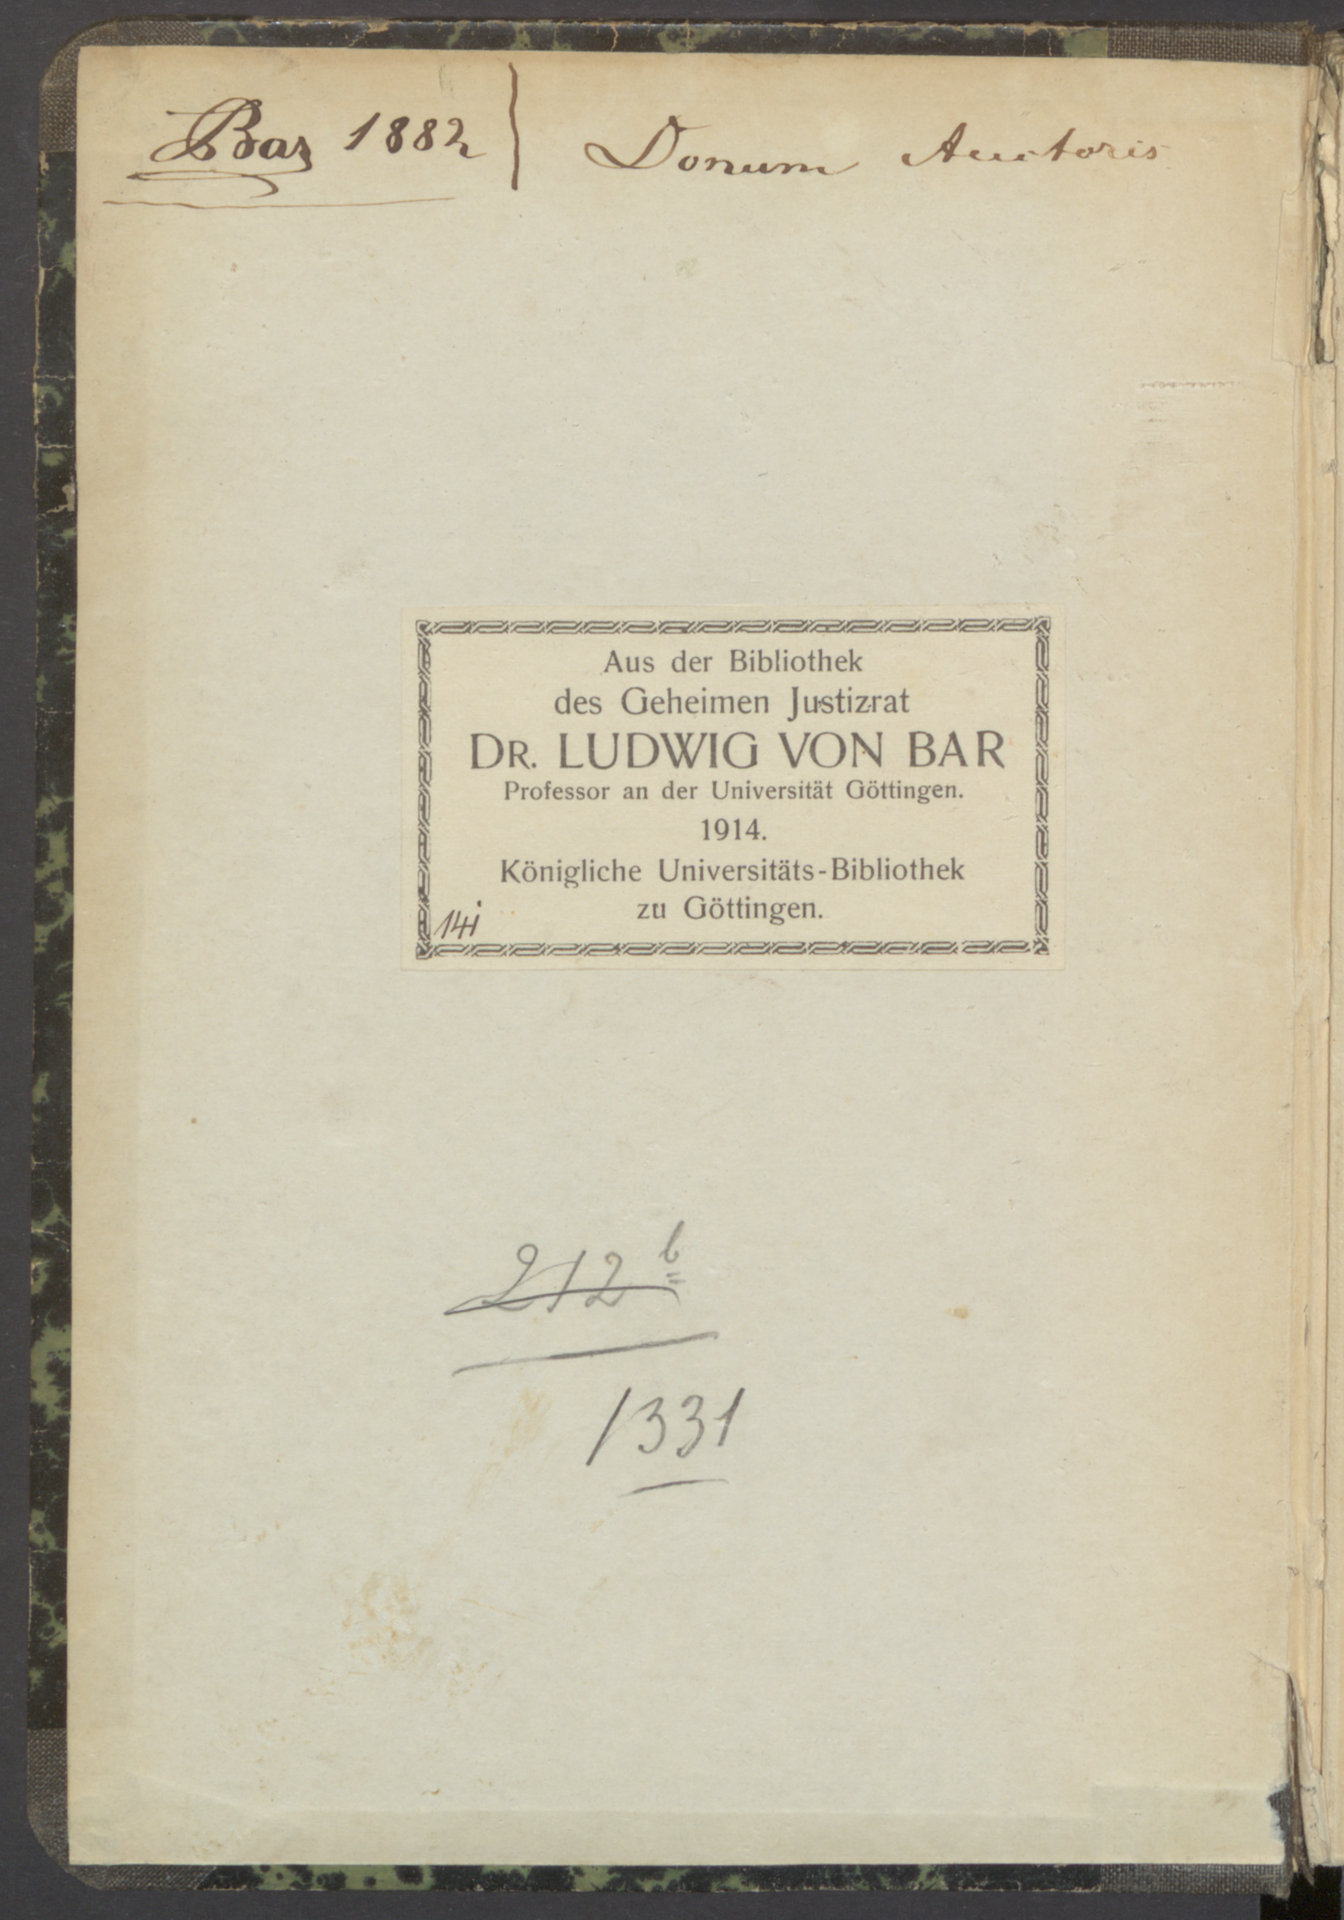 Bar 1882 Donum Auctoris
Aus der Bibliothek
des Geheimen Justizrat
DR. LUDWIG VON BAR
Professor an der Universität Göttingen.
1914.
Königliche Universitäts-Bibliothek
zu Göttingen.
14i
212 b
1331